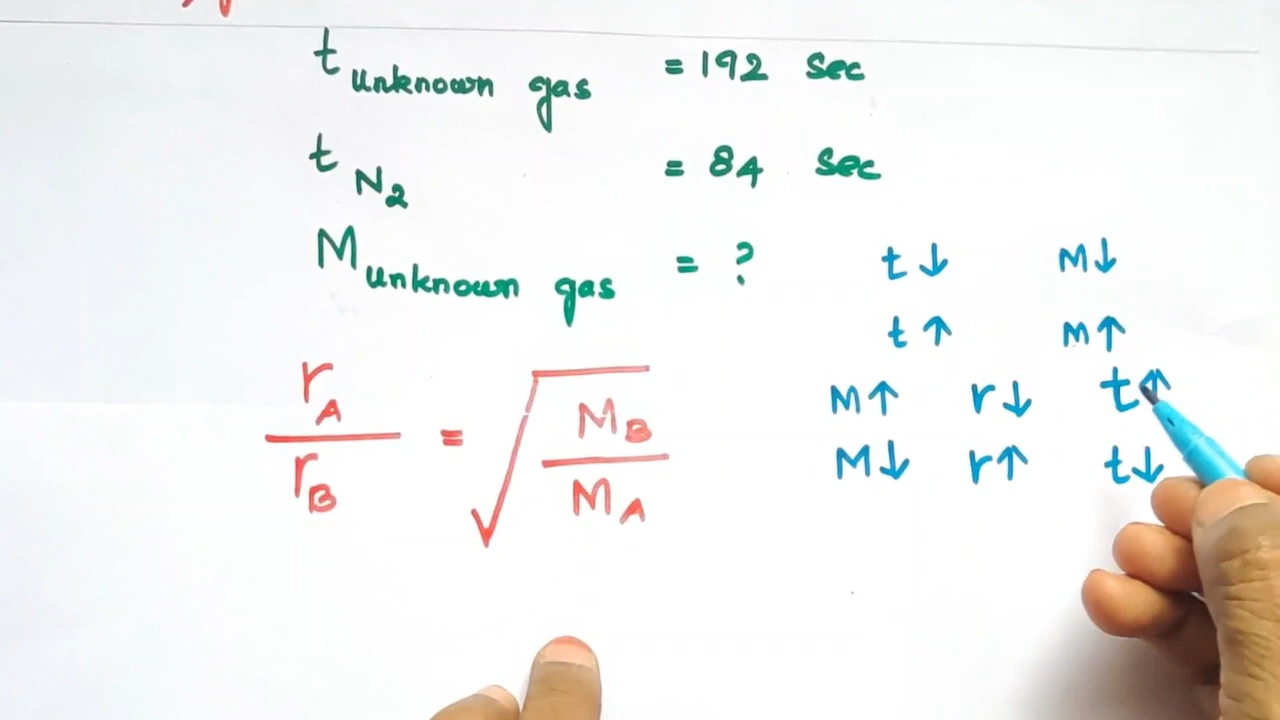 t unknown gas = 192 sec
t N2 = 84 sec
M unknown gas = ?
t↓ M↓
t↑ M↑
M↑ r↓ t↑
M↓ r↑ t↓
rA / rB = √ MB / MA